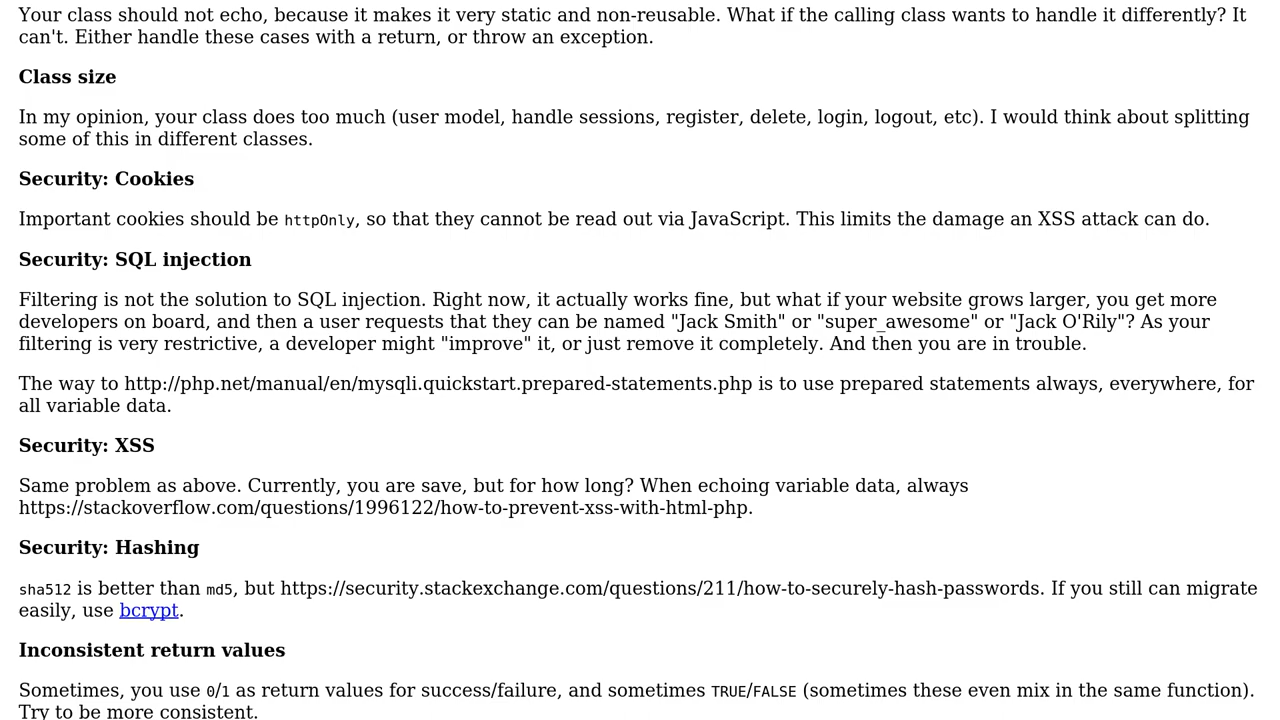 Your class should not echo, because it makes it very static and non-reusable. What if the calling class wants to handle it differently? It
can't. Either handle these cases with a return, or throw an exception.
Class size
In my opinion, your class does too much (user model, handle sessions, register, delete, login, logout, etc). I would think about splitting
some of this in different classes.
Security: Cookies
Important cookies should be httpOnly, so that they cannot be read out via JavaScript. This limits the damage an XSS attack can do.
Security: SQL injection
Filtering is not the solution to SQL injection. Right now, it actually works fine, but what if your website grows larger, you get more
developers on board, and then a user requests that they can be named "Jack Smith" or "super_awesome" or "Jack O'Rily"? As your
filtering is very restrictive, a developer might "improve" it, or just remove it completely. And then you are in trouble.
The way to http://php.net/manual/en/mysqli.quickstart.prepared-statements.php is to use prepared statements always, everywhere, for
all variable data.
Security: XSS
Same problem as above. Currently, you are save, but for how long? When echoing variable data, always
https://stackoverflow.com/questions/1996122/how-to-prevent-xss-with-html-php.
Security: Hashing
sha512 is better than md5, but https://security.stackexchange.com/questions/211/how-to-securely-hash-passwords. If you still can migrate
easily, use bcrypt.
Inconsistent return values
Sometimes, you use 0/1 as return values for success/failure, and sometimes TRUE/FALSE (sometimes these even mix in the same function).
Try to be more consistent.